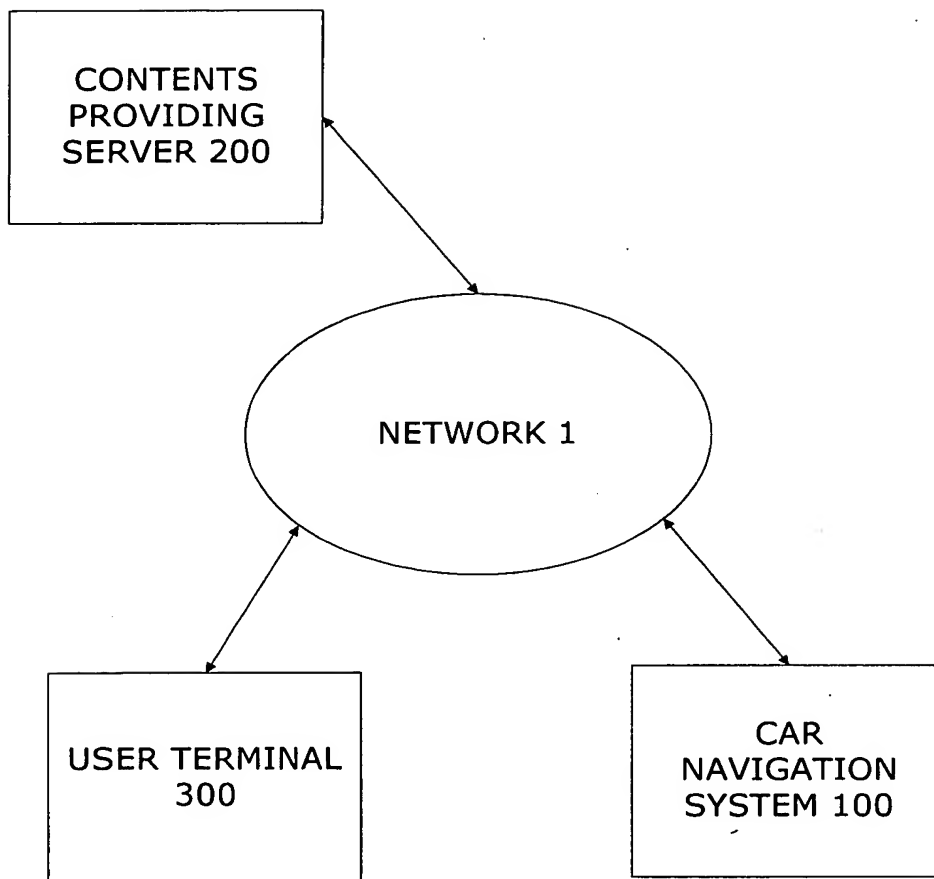 CONTENTS
PROVIDING
SERVER 200
NETWORK 1
USER TERMINAL
300
CAR
NAVIGATION
SYSTEM 100